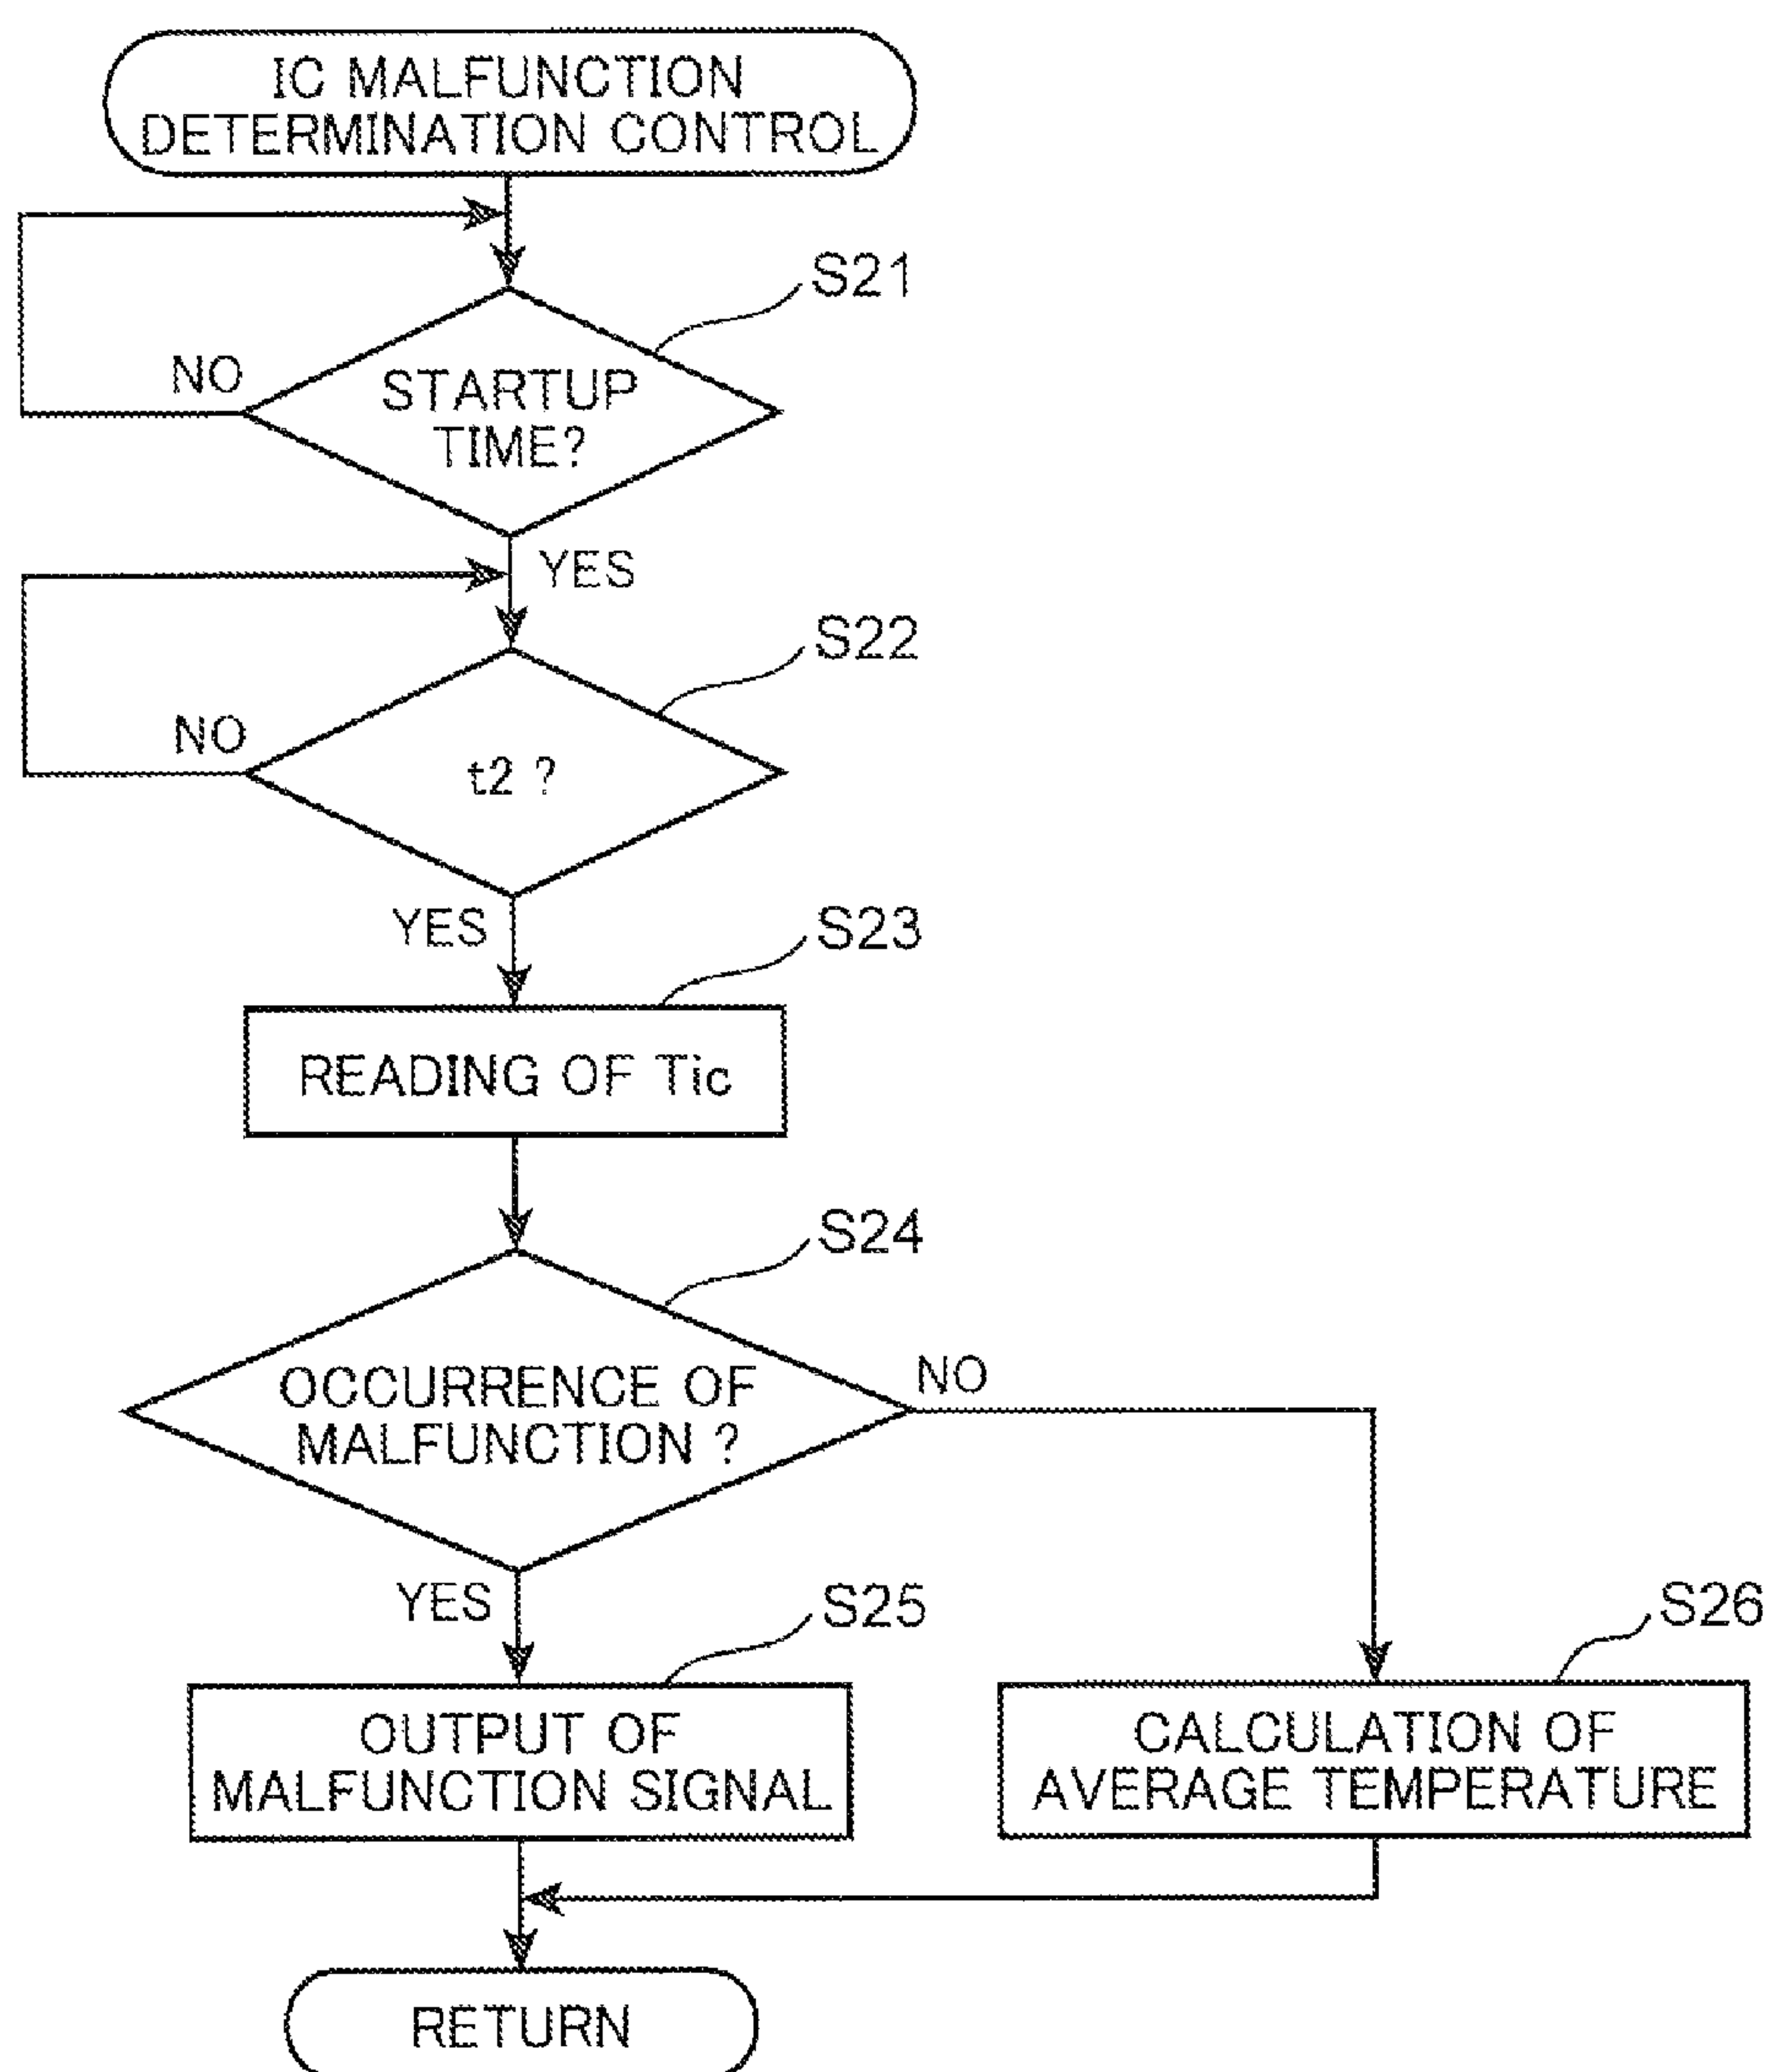 IC MALFUNCTION
DETERMINATION CONTROL
S21
NO
STARTUP
TIME?
YES
S22
NO
t2 ?
YES
S23
READING OF Tic
S24
OCCURRENCE OF
MALFUNCTION ?
NO
YES
S25
S26
OUTPUT OF
MALFUNCTION SIGNAL
CALCULATION OF
AVERAGE TEMPERATURE
RETURN